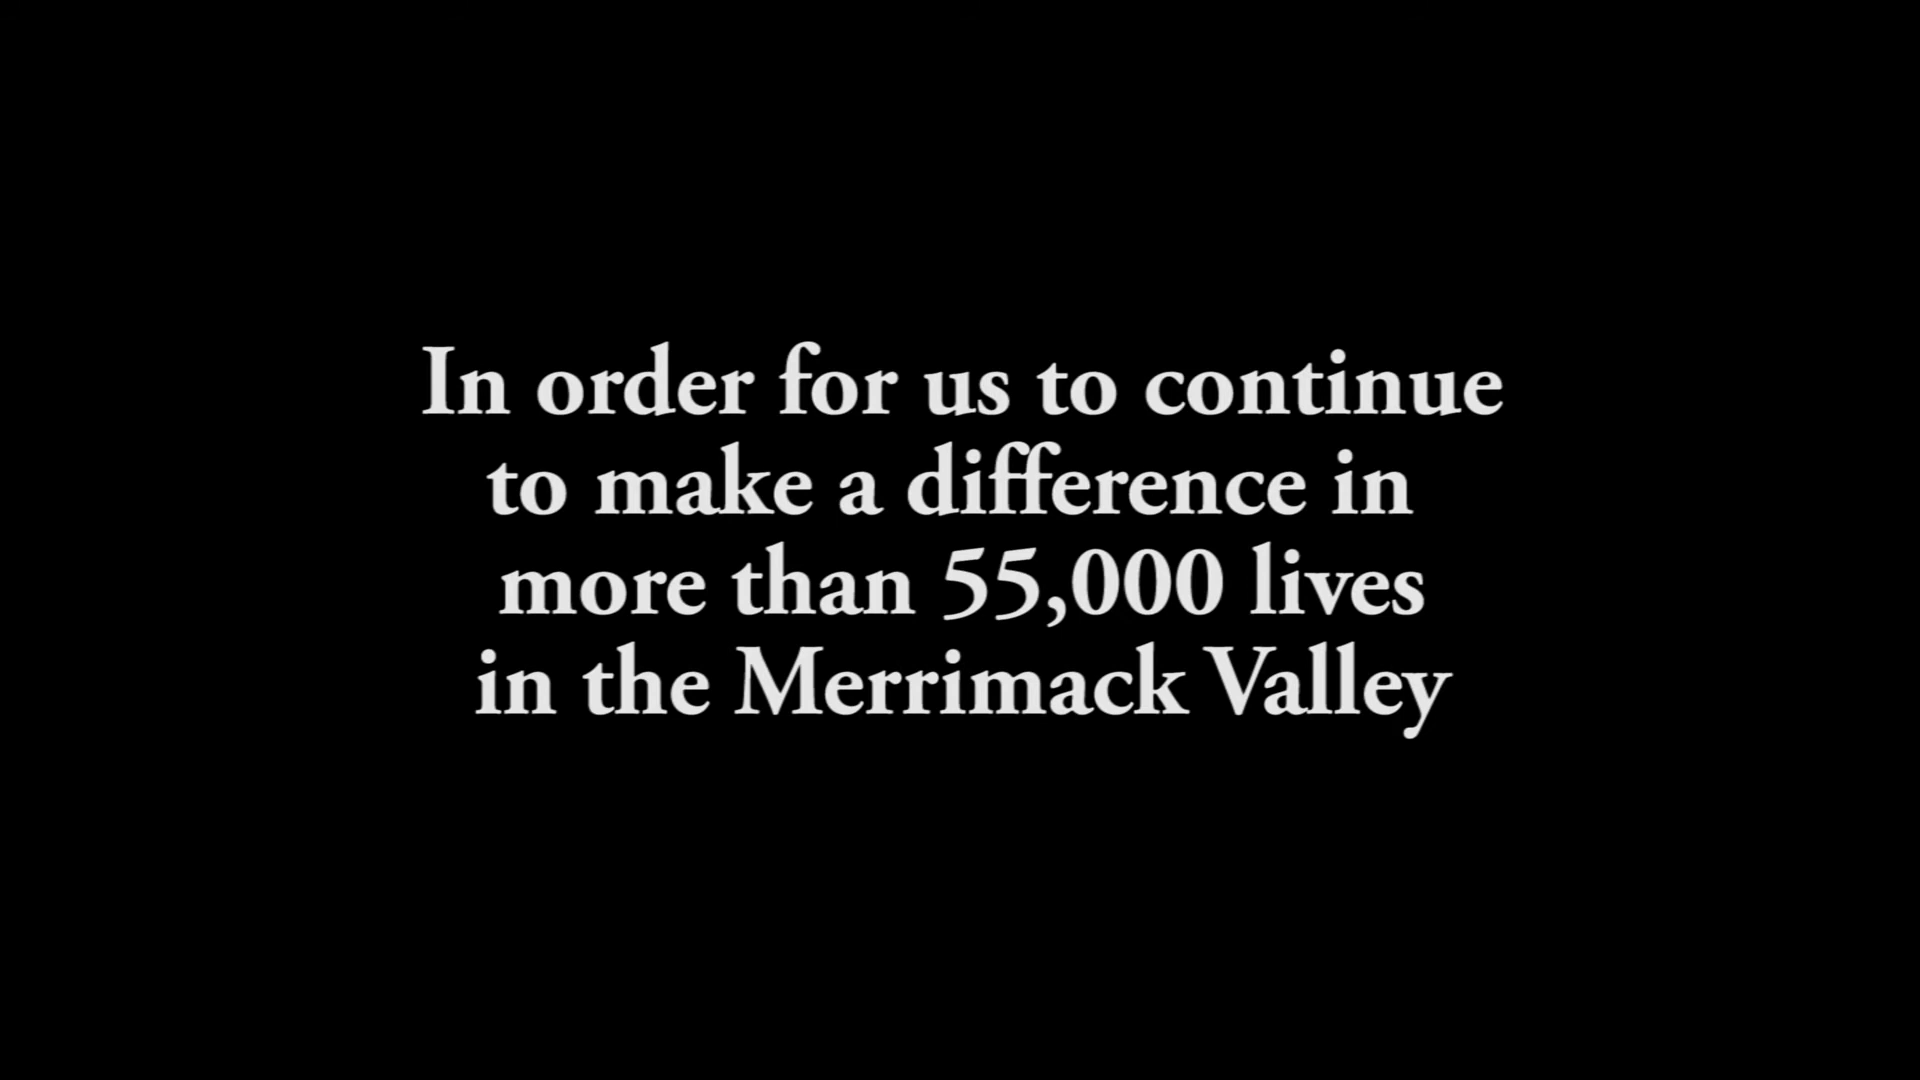 In order for us to continue
to make a difference in
more than 55,000 lives
in the Merrimack Valley